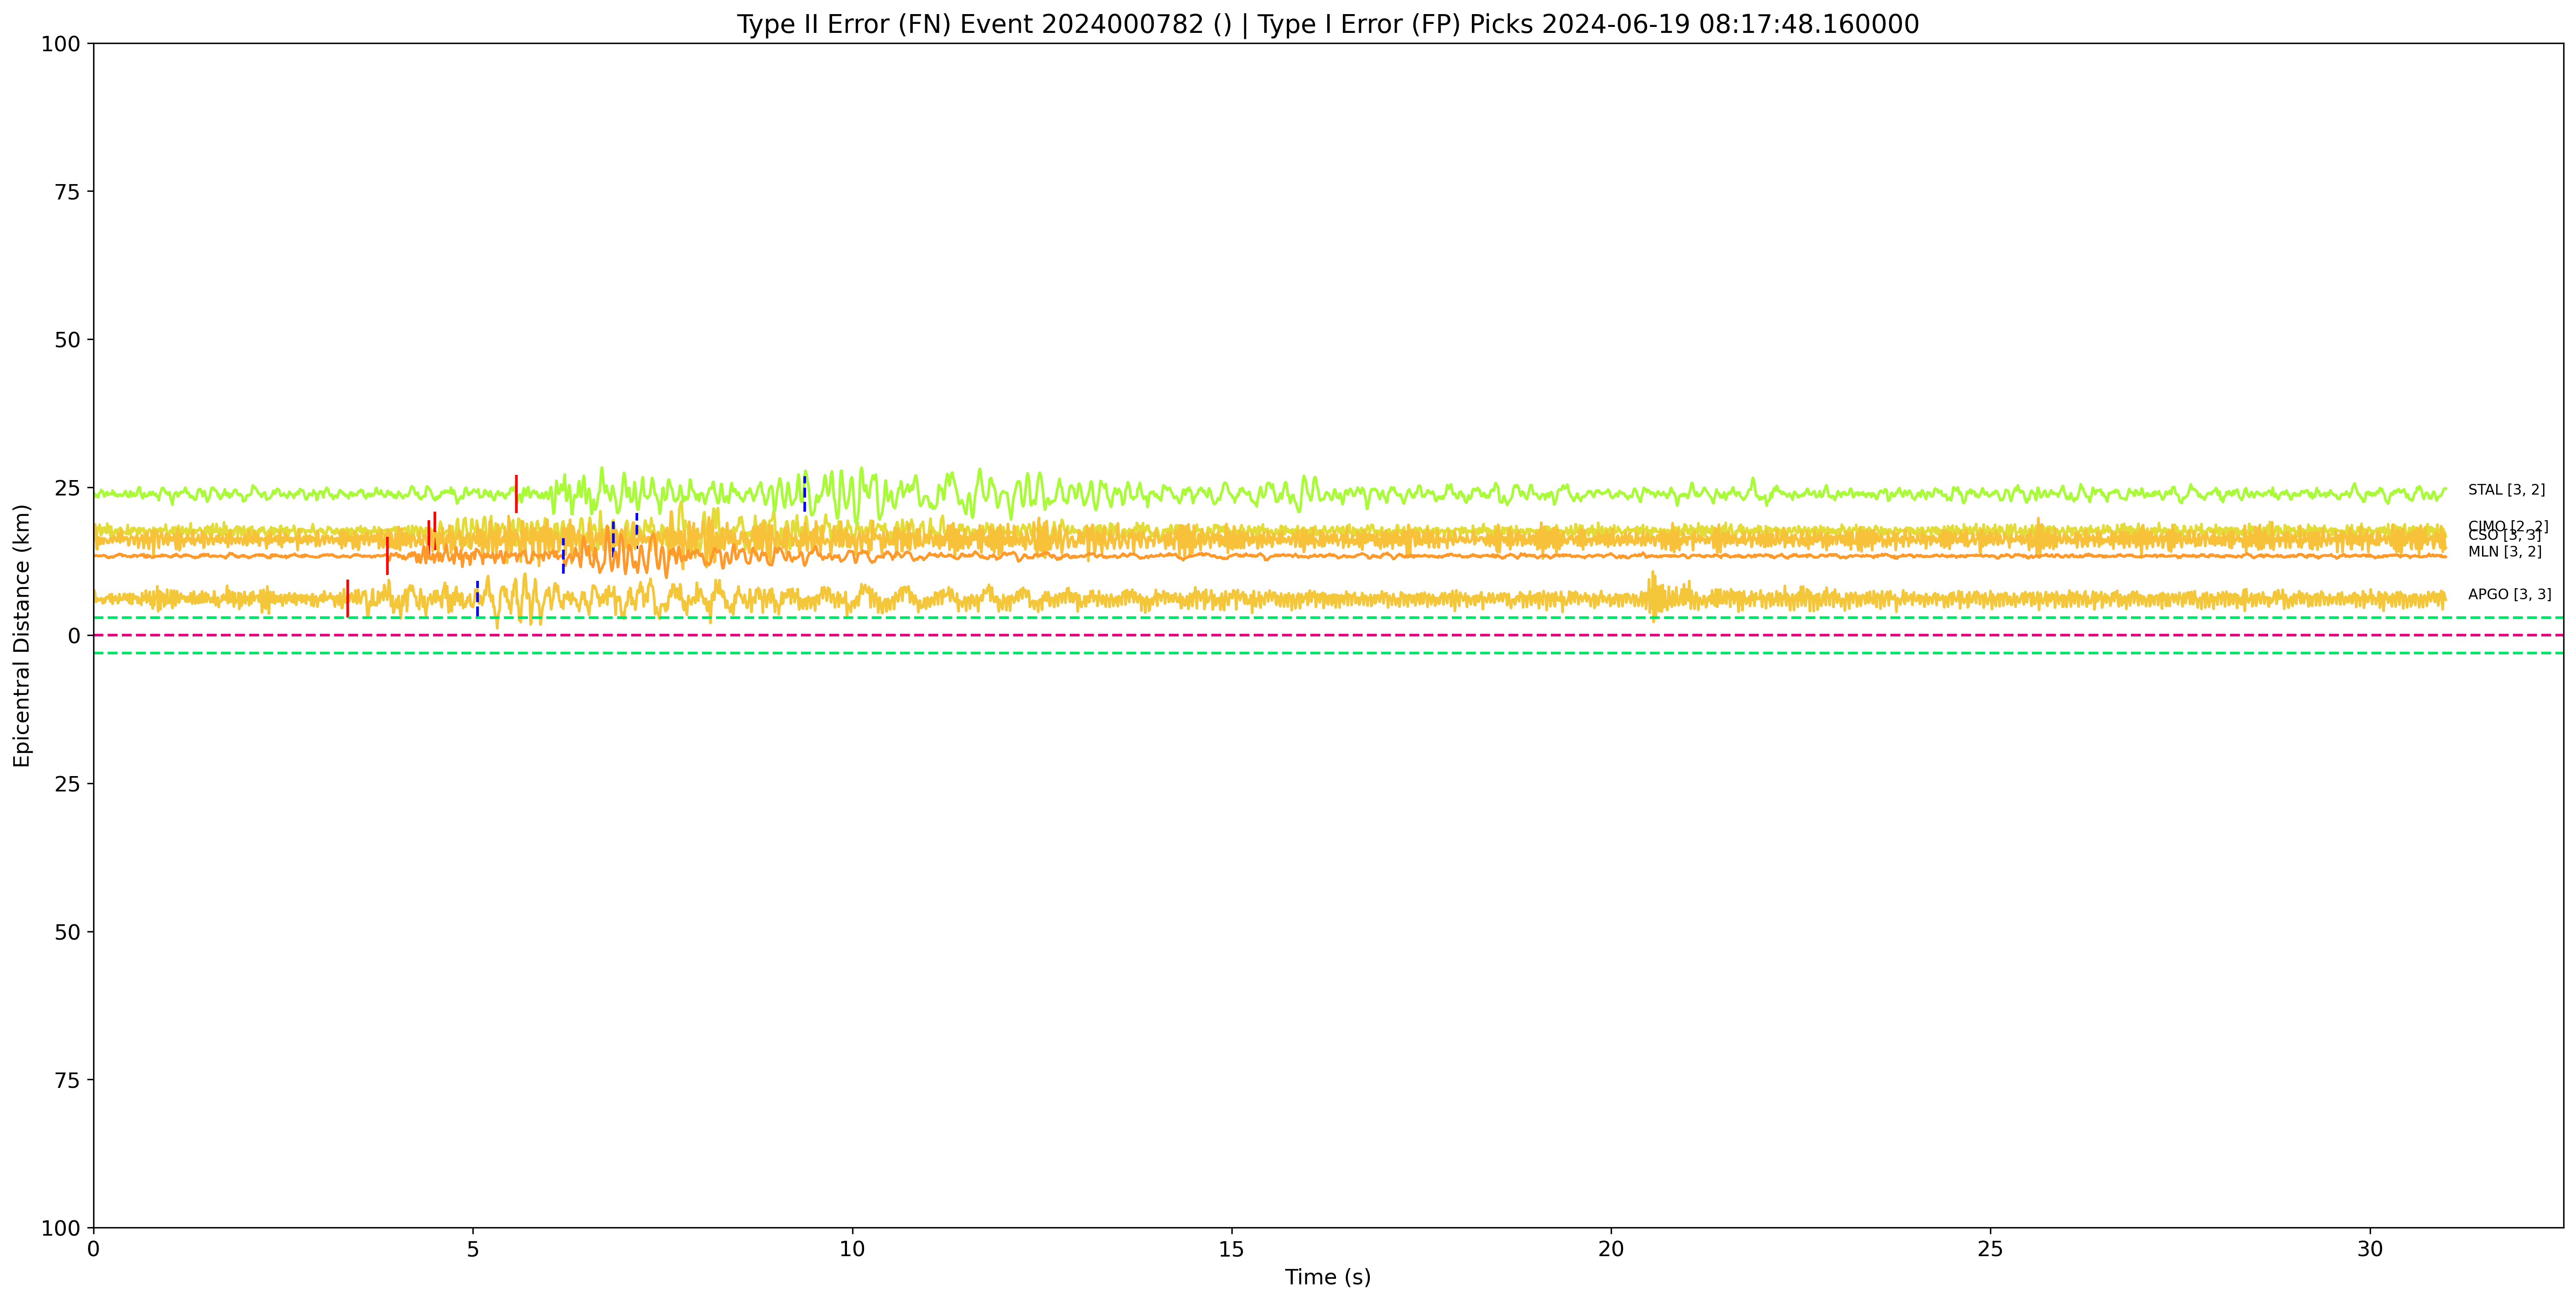 Type II Error (FN) Event 2024000782 () | Type I Error (FP) Picks 2024-06-19 08:17:48.160000
100
75
50
25
0
25
50
75
100
Epicentral Distance (km)
STAL [3, 2]
CIMO [2, 2]
CSO [3, 3]
MLN [3, 2]
APGO [3, 3]
0
5
10
15
20
25
30
Time (s)